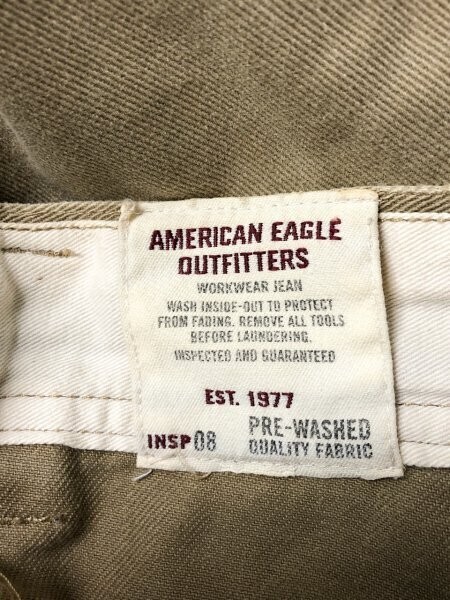 AMERICAN EAGLE
OUTFITTERS
WORKWEAR JEAN
WASH INSIDE-OUT TO PROTECT
FROM FADING. REMOVE ALL TOOLS
BEFORE LAUNDERING.
INSPECTED AND GUARANTEED
EST. 1977
INSP 08 PRE-WASHED
QUALITY FABRIC